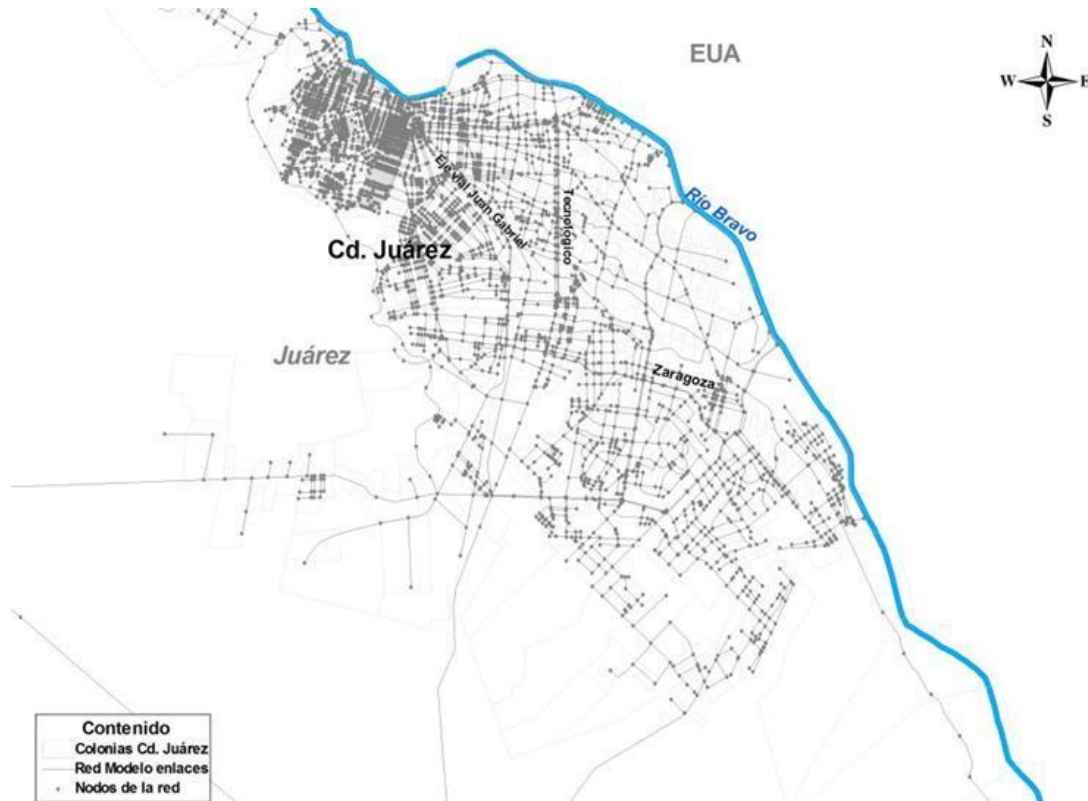 EUA
N
W E
S
Eje vial Juan Gabriel
Tecnológico
Río Bravo
Cd. Juárez
Juárez
Zaragoza
Contenido
Colonias Cd. Juárez
Red Modelo enlaces
Nodos de la red